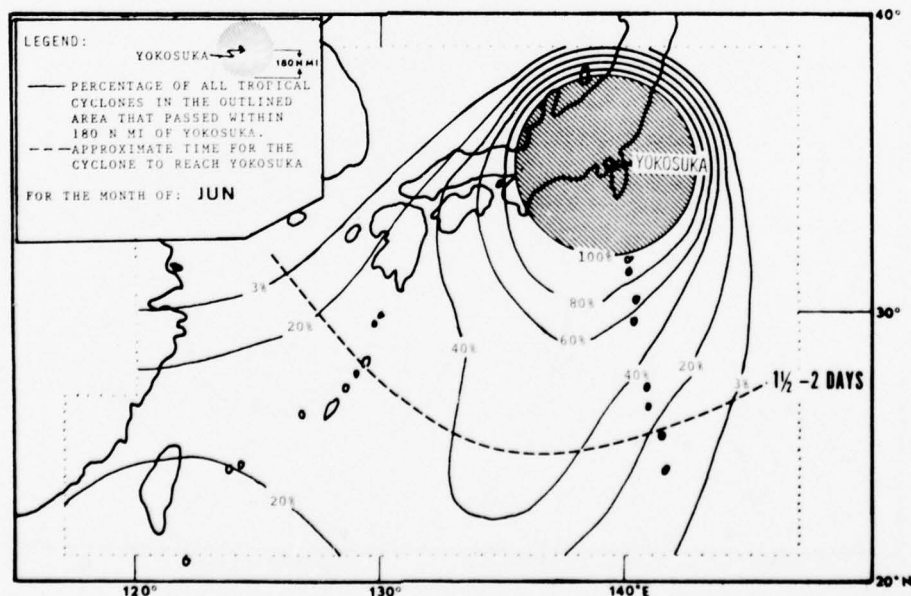 LEGEND:
YOKOSUKA
180 N MI
PERCENTAGE OF ALL TROPICAL
CYCLONES IN THE OUTLINED
AREA THAT PASSED WITHIN
180 N MI OF YOKOSUKA.
APPROXIMATE TIME FOR THE
CYCLONE TO REACH YOKOSUKA
FOR THE MONTH OF: JUN
40°
YOKOSUKA
100%
3%
80%
30°
20%
60%
40%
40%
20%
3%
1½ -2 DAYS
20%
20%
120°
130°
140°E
20°N